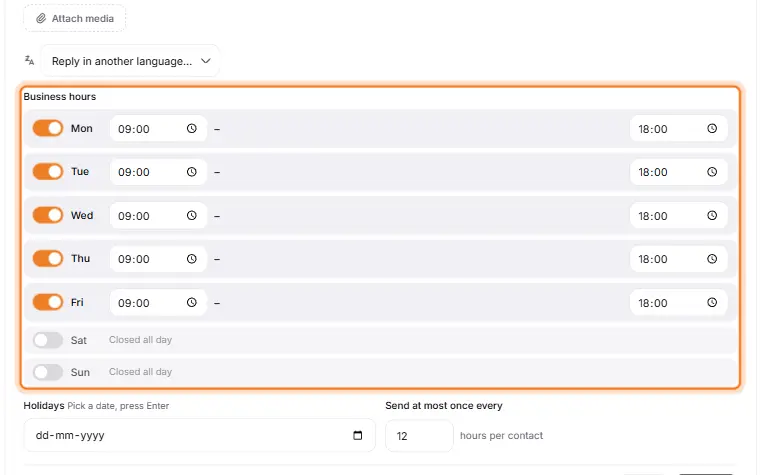 Attach media
Reply in another language...
Business hours
Mon 09:00 – 18:00
Tue 09:00 – 18:00
Wed 09:00 – 18:00
Thu 09:00 – 18:00
Fri 09:00 – 18:00
Sat Closed all day
Sun Closed all day
Holidays Pick a date, press Enter Send at most once every
dd-mm-yyyy 12 hours per contact